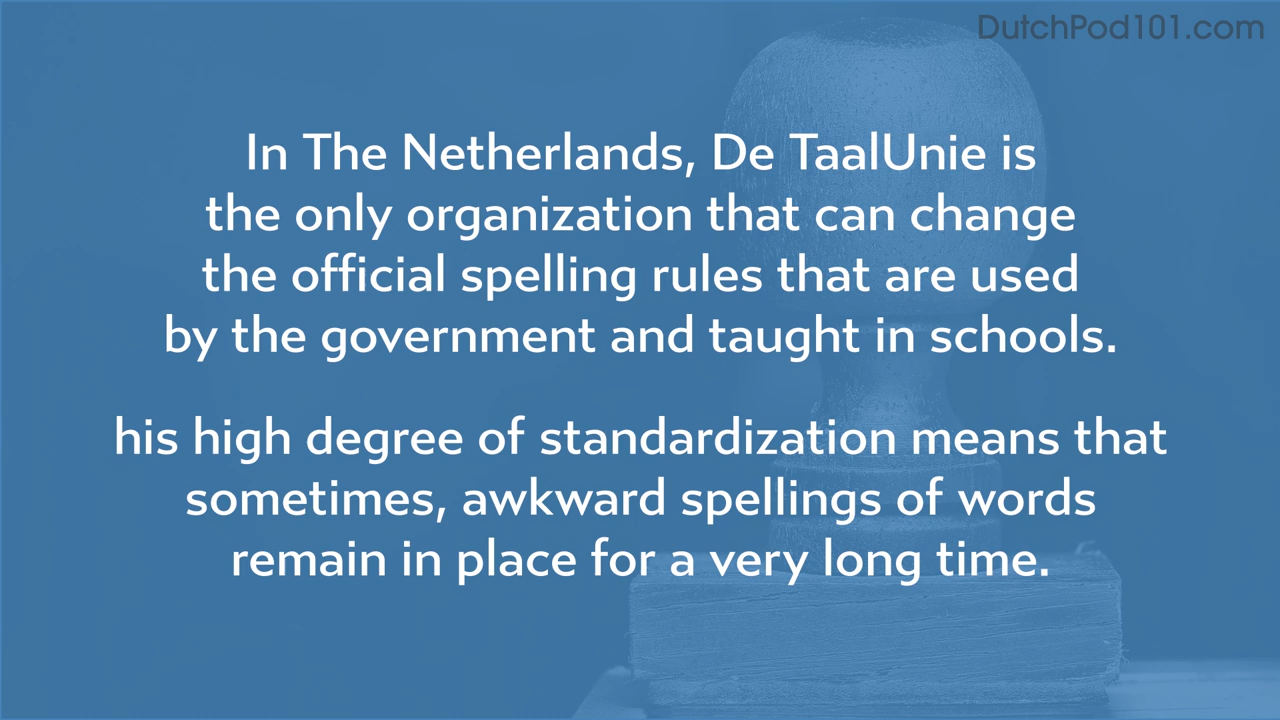 DutchPod101.com
In The Netherlands, De TaalUnie is
the only organization that can change
the official spelling rules that are used
by the government and taught in schools.
his high degree of standardization means that
sometimes, awkward spellings of words
remain in place for a very long time.